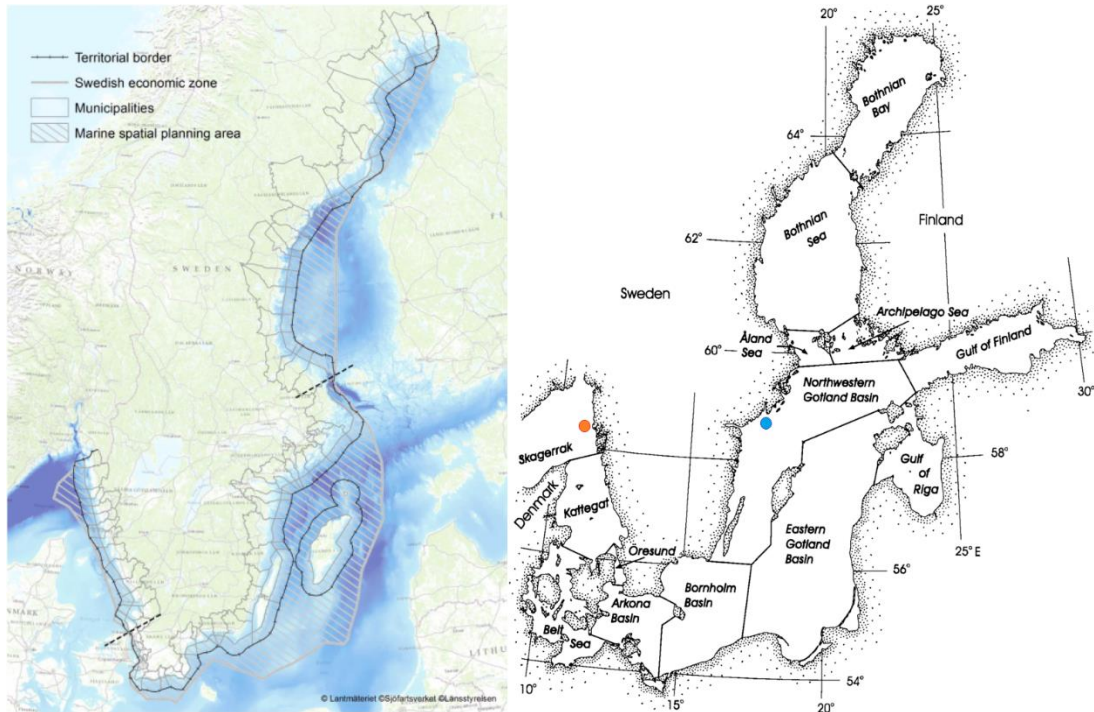 Territorial border
Swedish economic zone
Municipalities
Marine spatial planning area
NORWAY
SWEDEN
© Lantmäteriet ©Sjöfartsverket ©Länsstyrelsen
20°
25°
Bothnian
Bay
64°
Bothnian
Sea
Finland
62°
Sweden
Archipelago Sea
Åland
Sea
60°
Gulf of Finland
Northwestern
Gotland Basin
30°
Skagerrak
58°
Gulf
of
Riga
Denmark
Kattegat
Eastern
Gotland
Basin
25° E
Öresund
56°
Bornholm
Basin
Arkona
Basin
Belt
Sea
10°
15°
20°
54°